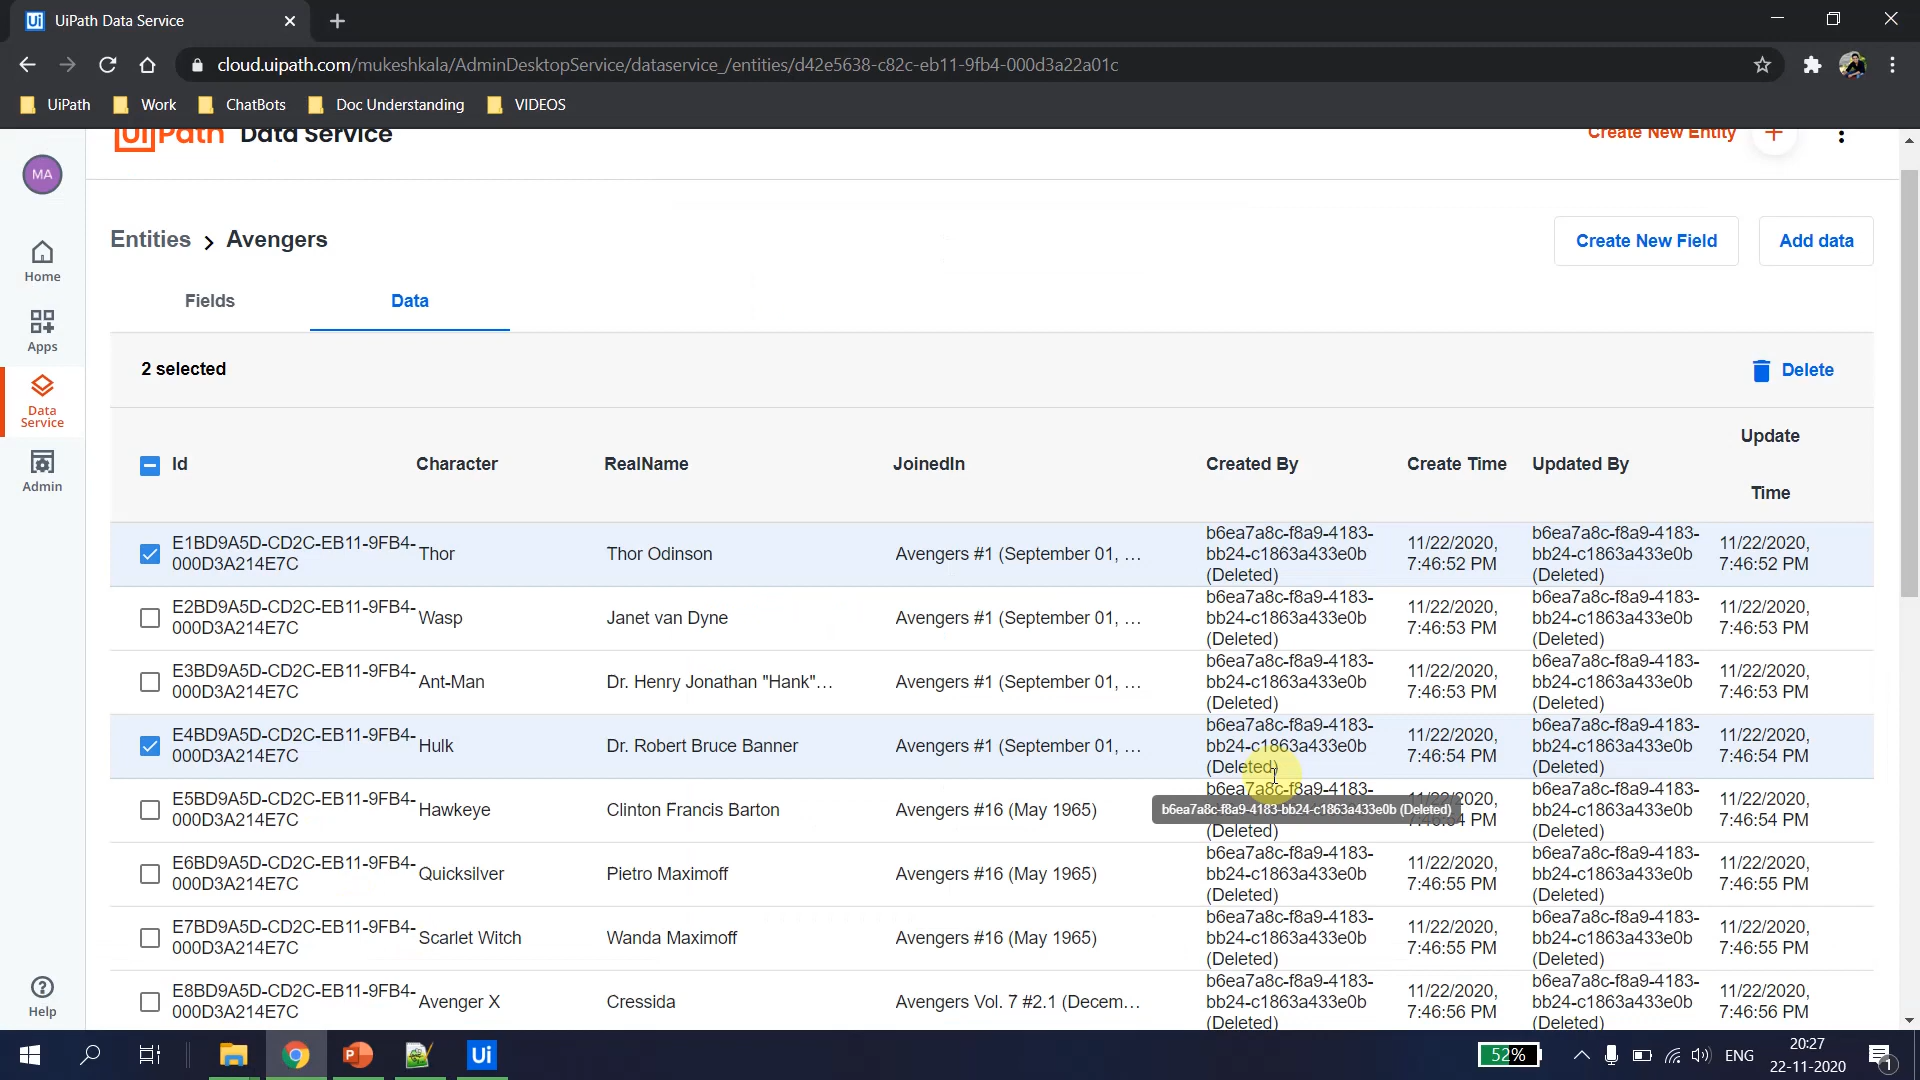 UiPath Data Service
cloud.uipath.com/mukeshkala/AdminDesktopService/dataservice_/entities/d42e5638-c82c-eb11-9fb4-000d3a22a01c
UiPath Work ChatBots Doc Understanding VIDEOS
UiPath Data Service Create New Entity
MA
Home
Apps
Data
Service
Admin
Help
Entities > Avengers Create New Field Add data
Fields Data
2 selected Delete
Id Character RealName JoinedIn Created By Create Time Updated By Update
Time
E1BD9A5D-CD2C-EB11-9FB4-
000D3A214E7C
Thor Thor Odinson Avengers #1 (September 01, …
b6ea7a8c-f8a9-4183-
bb24-c1863a433e0b
(Deleted)
11/22/2020,
7:46:52 PM
b6ea7a8c-f8a9-4183-
bb24-c1863a433e0b
(Deleted)
11/22/2020,
7:46:52 PM
E2BD9A5D-CD2C-EB11-9FB4-
000D3A214E7C
Wasp Janet van Dyne Avengers #1 (September 01, …
b6ea7a8c-f8a9-4183-
bb24-c1863a433e0b
(Deleted)
11/22/2020,
7:46:53 PM
b6ea7a8c-f8a9-4183-
bb24-c1863a433e0b
(Deleted)
11/22/2020,
7:46:53 PM
E3BD9A5D-CD2C-EB11-9FB4-
000D3A214E7C
Ant-Man Dr. Henry Jonathan "Hank"… Avengers #1 (September 01, …
b6ea7a8c-f8a9-4183-
bb24-c1863a433e0b
(Deleted)
11/22/2020,
7:46:53 PM
b6ea7a8c-f8a9-4183-
bb24-c1863a433e0b
(Deleted)
11/22/2020,
7:46:53 PM
E4BD9A5D-CD2C-EB11-9FB4-
000D3A214E7C
Hulk Dr. Robert Bruce Banner Avengers #1 (September 01, …
b6ea7a8c-f8a9-4183-
bb24-c1863a433e0b
(Deleted)
11/22/2020,
7:46:54 PM
b6ea7a8c-f8a9-4183-
bb24-c1863a433e0b
(Deleted)
11/22/2020,
7:46:54 PM
E5BD9A5D-CD2C-EB11-9FB4-
000D3A214E7C
Hawkeye Clinton Francis Barton Avengers #16 (May 1965)
b6ea7a8c-f8a9-4183-
b6ea7a8c-f8a9-4183-bb24-c1863a433e0b (Deleted)
(Deleted)
11/22/2020,
7:46:54 PM
b6ea7a8c-f8a9-4183-
bb24-c1863a433e0b
(Deleted)
11/22/2020,
7:46:54 PM
E6BD9A5D-CD2C-EB11-9FB4-
000D3A214E7C
Quicksilver Pietro Maximoff Avengers #16 (May 1965)
b6ea7a8c-f8a9-4183-
bb24-c1863a433e0b
(Deleted)
11/22/2020,
7:46:55 PM
b6ea7a8c-f8a9-4183-
bb24-c1863a433e0b
(Deleted)
11/22/2020,
7:46:55 PM
E7BD9A5D-CD2C-EB11-9FB4-
000D3A214E7C
Scarlet Witch Wanda Maximoff Avengers #16 (May 1965)
b6ea7a8c-f8a9-4183-
bb24-c1863a433e0b
(Deleted)
11/22/2020,
7:46:55 PM
b6ea7a8c-f8a9-4183-
bb24-c1863a433e0b
(Deleted)
11/22/2020,
7:46:55 PM
E8BD9A5D-CD2C-EB11-9FB4-
000D3A214E7C
Avenger X Cressida Avengers Vol. 7 #2.1 (Decem…
b6ea7a8c-f8a9-4183-
bb24-c1863a433e0b
(Deleted)
11/22/2020,
7:46:56 PM
b6ea7a8c-f8a9-4183-
bb24-c1863a433e0b
(Deleted)
11/22/2020,
7:46:56 PM
52% ENG 20:27
22-11-2020
1